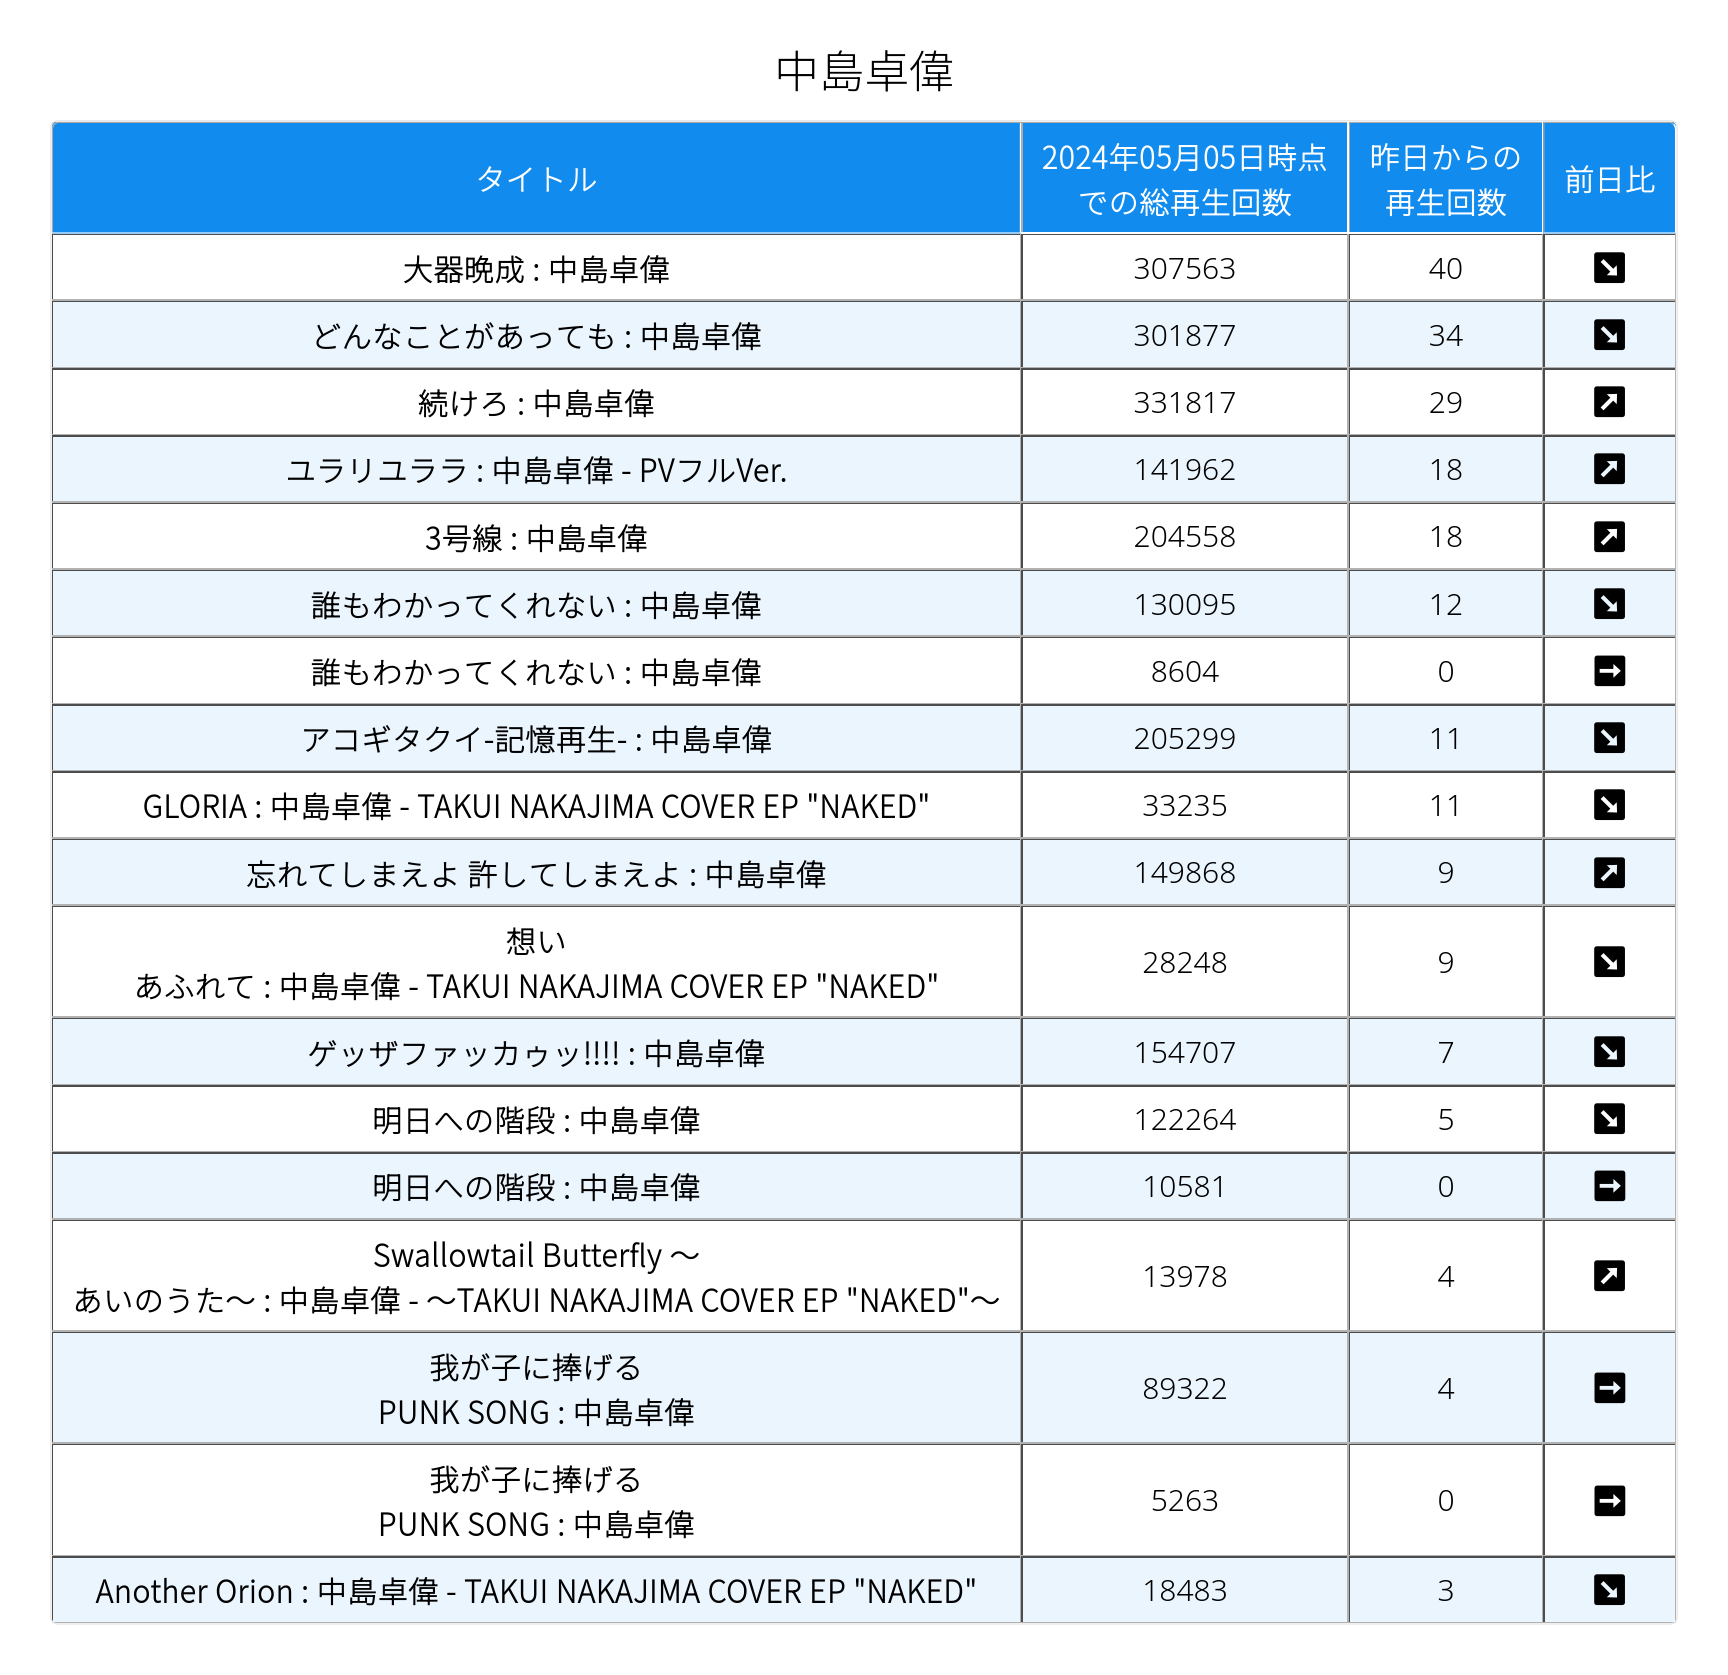 中島卓偉
タイトル
2024年05月05日時点
での総再生回数
昨日からの
再生回数
前日比
大器晩成 : 中島卓偉 307563 40 ↘
どんなことがあっても : 中島卓偉 301877 34 ↘
続けろ : 中島卓偉 331817 29 ↗
ユラリユララ : 中島卓偉 - PVフルVer. 141962 18 ↗
3号線 : 中島卓偉 204558 18 ↗
誰もわかってくれない : 中島卓偉 130095 12 ↘
誰もわかってくれない : 中島卓偉 8604 0 →
アコギタクイ-記憶再生- : 中島卓偉 205299 11 ↘
GLORIA : 中島卓偉 - TAKUI NAKAJIMA COVER EP "NAKED" 33235 11 ↘
忘れてしまえよ 許してしまえよ : 中島卓偉 149868 9 ↗
想い
あふれて : 中島卓偉 - TAKUI NAKAJIMA COVER EP "NAKED" 28248 9 ↘
ゲッザファッカゥッ!!!! : 中島卓偉 154707 7 ↘
明日への階段 : 中島卓偉 122264 5 ↘
明日への階段 : 中島卓偉 10581 0 →
Swallowtail Butterfly 〜
あいのうた〜 : 中島卓偉 - 〜TAKUI NAKAJIMA COVER EP "NAKED"〜 13978 4 ↗
我が子に捧げる
PUNK SONG : 中島卓偉 89322 4 →
我が子に捧げる
PUNK SONG : 中島卓偉 5263 0 →
Another Orion : 中島卓偉 - TAKUI NAKAJIMA COVER EP "NAKED" 18483 3 ↘